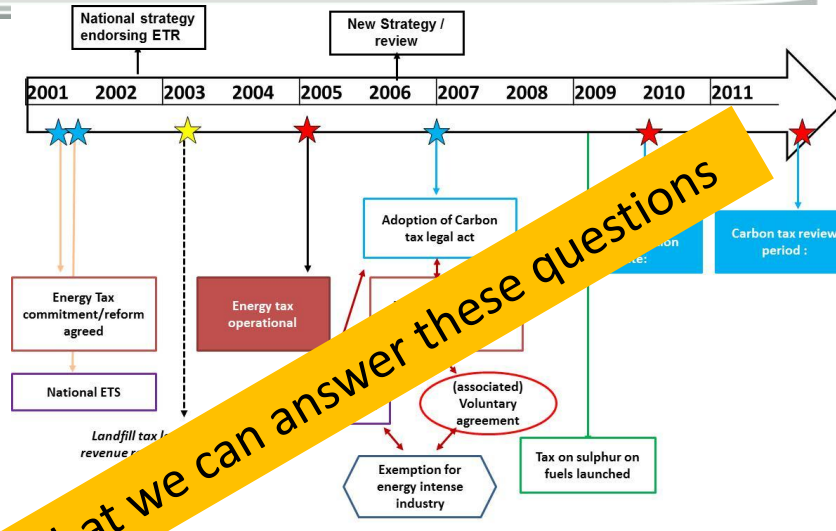 National strategy
endorsing ETR
New Strategy /
review
2001 2002 2003 2004 2005 2006 2007 2008 2009 2010 2011
Adoption of Carbon
tax legal act
Carbon tax review
period :
Energy Tax
commitment/reform
agreed
Energy tax
operational
National ETS
(associated)
Voluntary
agreement
Landfill tax
revenue
Exemption for
energy intense
industry
Tax on sulphur on
fuels launched
at we can answer these questions